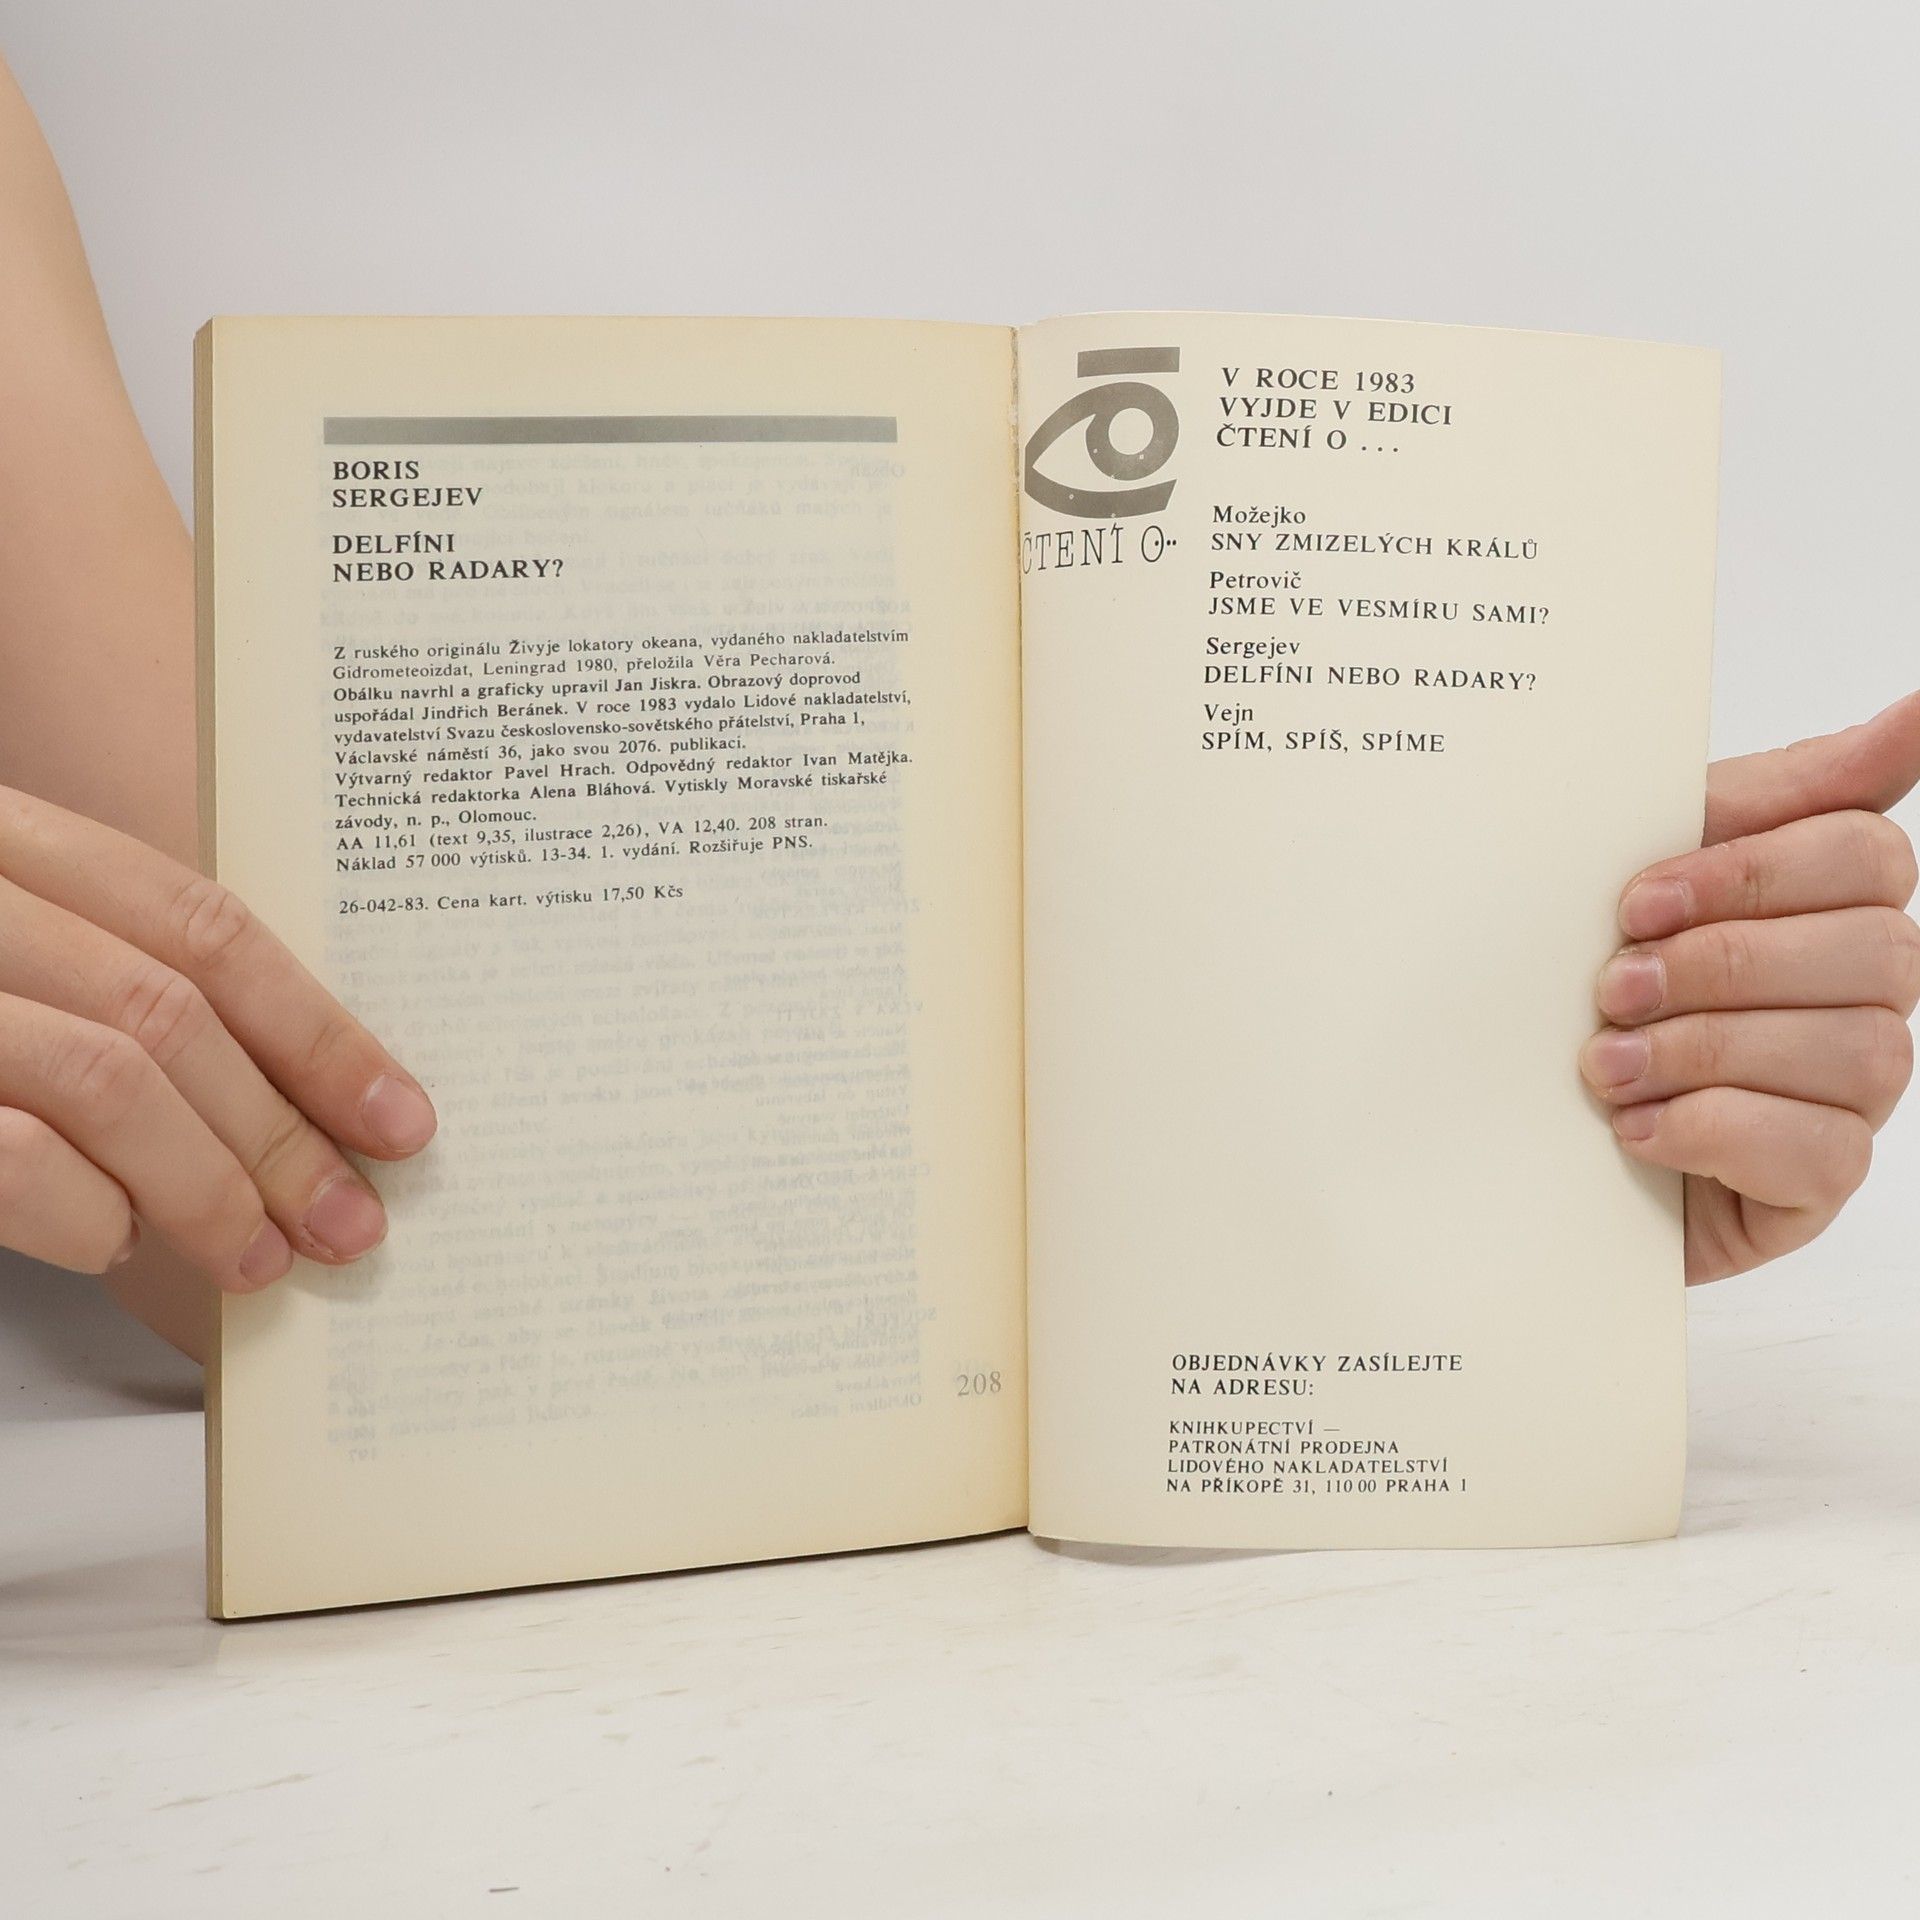 BORIS
SERGEJEV
DELFÍNI
NEBO RADARY?
Z ruského originálu Živyje lokatory okeana, vydaného nakladatelstvím
Gidrometeoizdat, Leningrad 1980, přeložila Věra Pecharová.
Obálku navrhl a graficky upravil Jan Jiskra. Obrazový doprovod
uspořádal Jindřich Beránek. V roce 1983 vydalo Lidové nakladatelství,
vydavatelství Svazu československo-sovětského přátelství, Praha 1,
Václavské náměstí 36, jako svou 2076. publikaci.
Výtvarný redaktor Pavel Hrach. Odpovědný redaktor Ivan Matějka.
Technická redaktorka Alena Bláhová. Vytiskly Moravské tiskařské
závody, n. p., Olomouc.
AA 11,61 (text 9,35, ilustrace 2,26), VA 12,40. 208 stran.
Náklad 57 000 výtisků. 13-34. 1. vydání. Rozšiřuje PNS.
26-042-83. Cena kart. výtisku 17,50 Kčs
208
ČTENÍ O..
V ROCE 1983
VYJDE V EDICI
ČTENÍ O ...
Možejko
SNY ZMIZELÝCH KRÁLŮ
Petrovič
JSME VE VESMÍRU SAMI?
Sergejev
DELFÍNI NEBO RADARY?
Vejn
SPÍM, SPÍŠ, SPÍME
OBJEDNÁVKY ZASÍLEJTE
NA ADRESU:
KNIHKUPECTVÍ —
PATRONÁTNÍ PRODEJNA
LIDOVÉHO NAKLADATELSTVÍ
NA PŘÍKOPĚ 31, 110 00 PRAHA 1